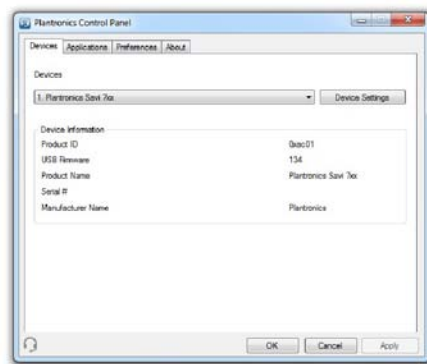 Plantronics Control Panel
Devices Applications Preferences About
Devices
1. Plantronics Savi 7xx Device Settings
Device Information
Product ID 0xac01
USB Firmware 134
Product Name Plantronics Savi 7xx
Serial #
Manufacturer Name Plantronics
OK Cancel Apply